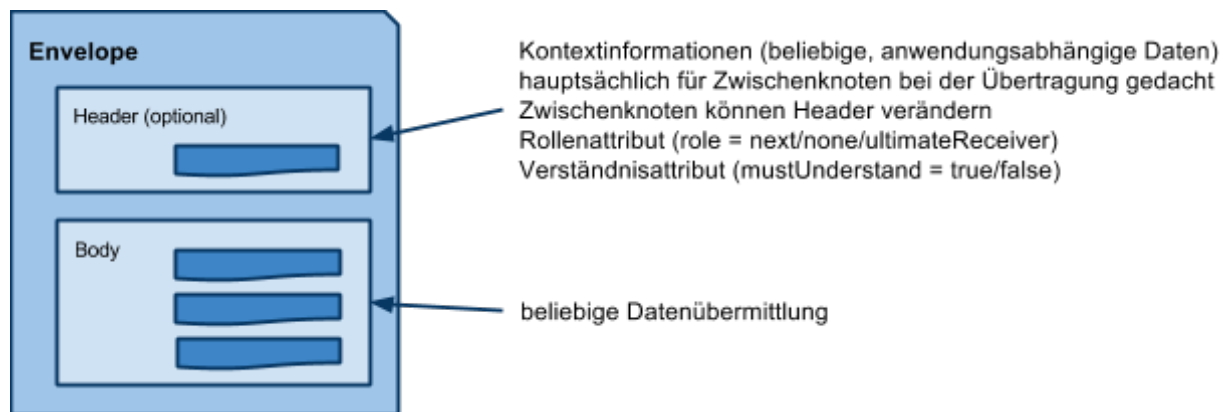 Envelope
Header (optional)
Body
Kontextinformationen (beliebige, anwendungsabhängige Daten)
hauptsächlich für Zwischenknoten bei der Übertragung gedacht
Zwischenknoten können Header verändern
Rollenattribut (role = next/none/ultimateReceiver)
Verständnisattribut (mustUnderstand = true/false)
beliebige Datenübermittlung